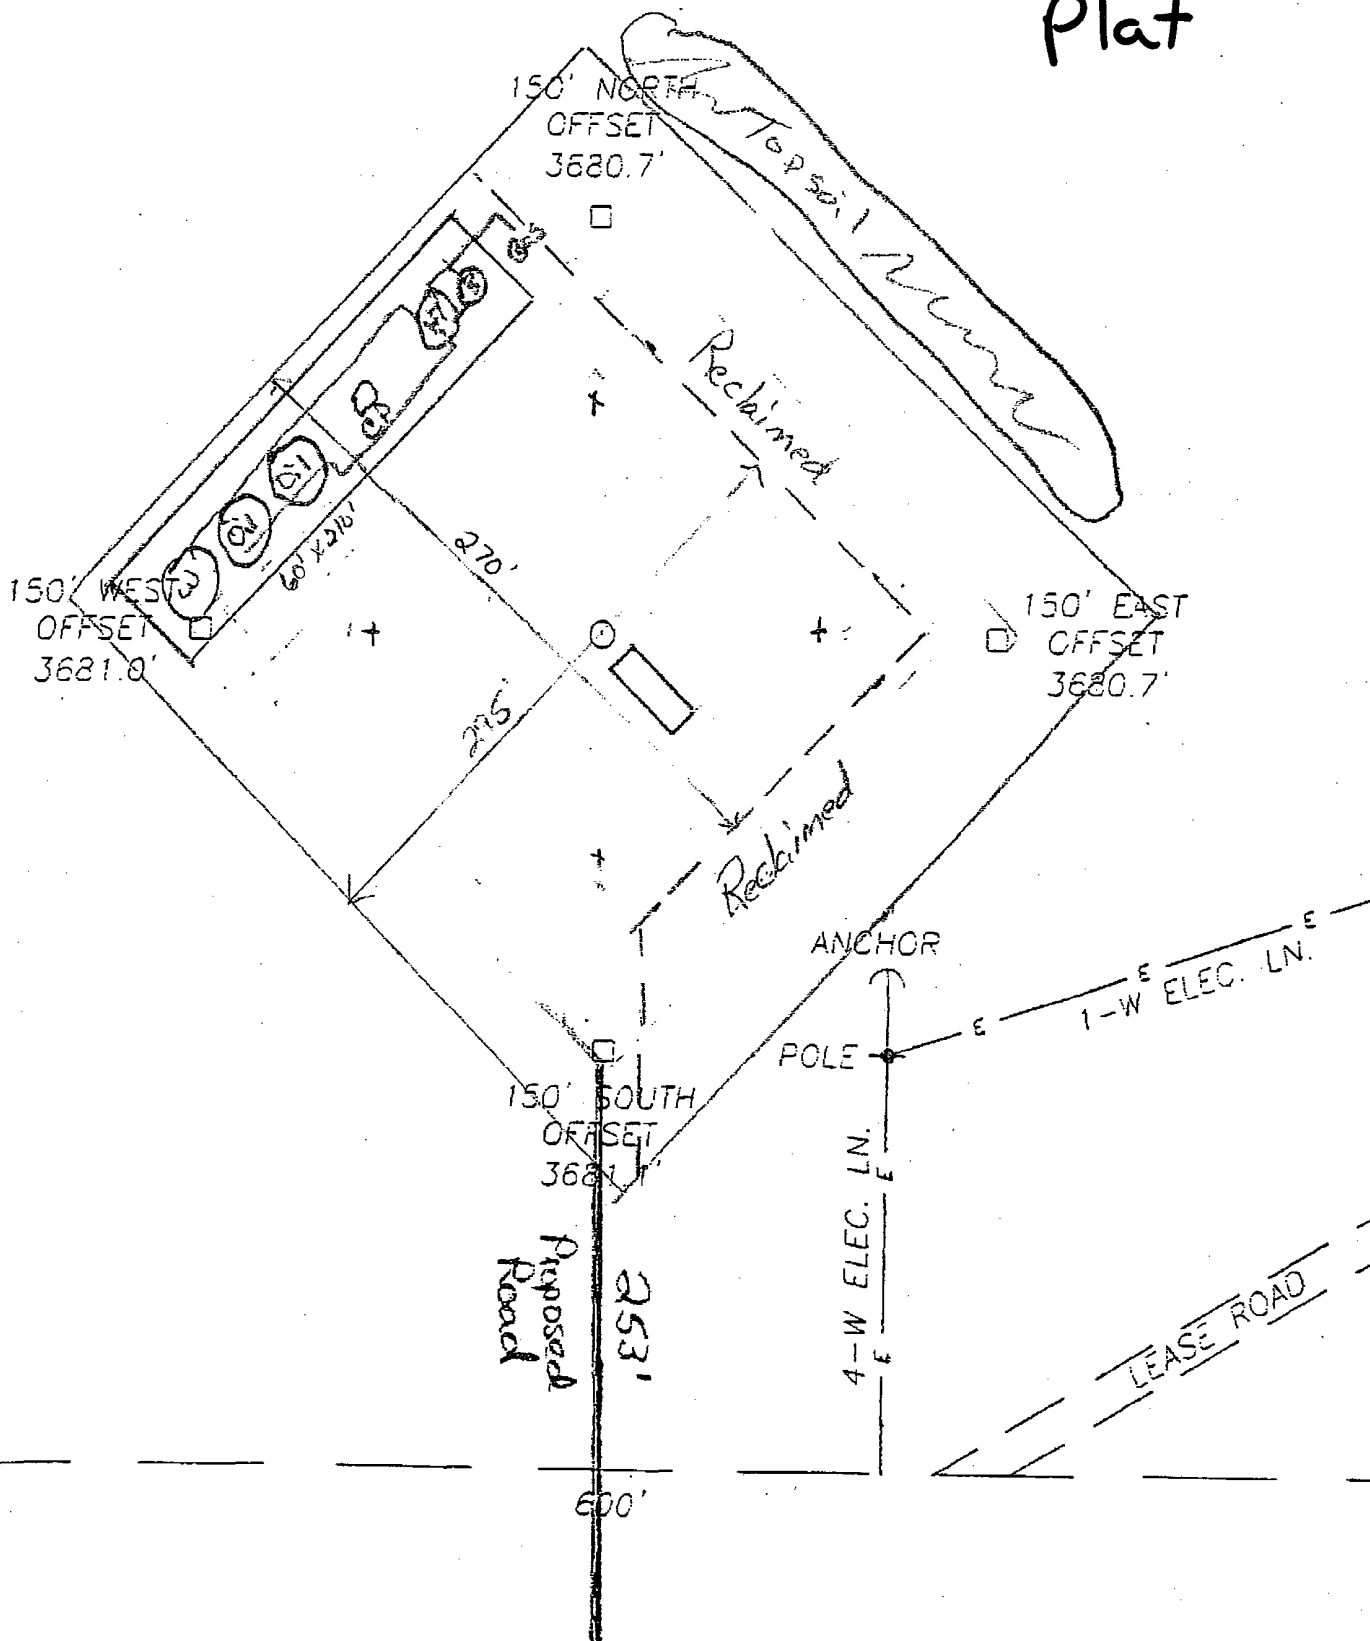 Plat
150' NORTH
OFFSET
3680.7'
Topsoil
Reclaimed
Oil
Oil
60' X 210'
270'
150' WEST
OFFSET
3681.0'
150' EAST
OFFSET
3680.7'
Reclaimed
ANCHOR
E
E
E
1-W ELEC. LN.
POLE
150' SOUTH
OFFSET
3681.1'
4-W ELEC. LN.
E
E
Proposed
Road
253'
LEASE ROAD
600'